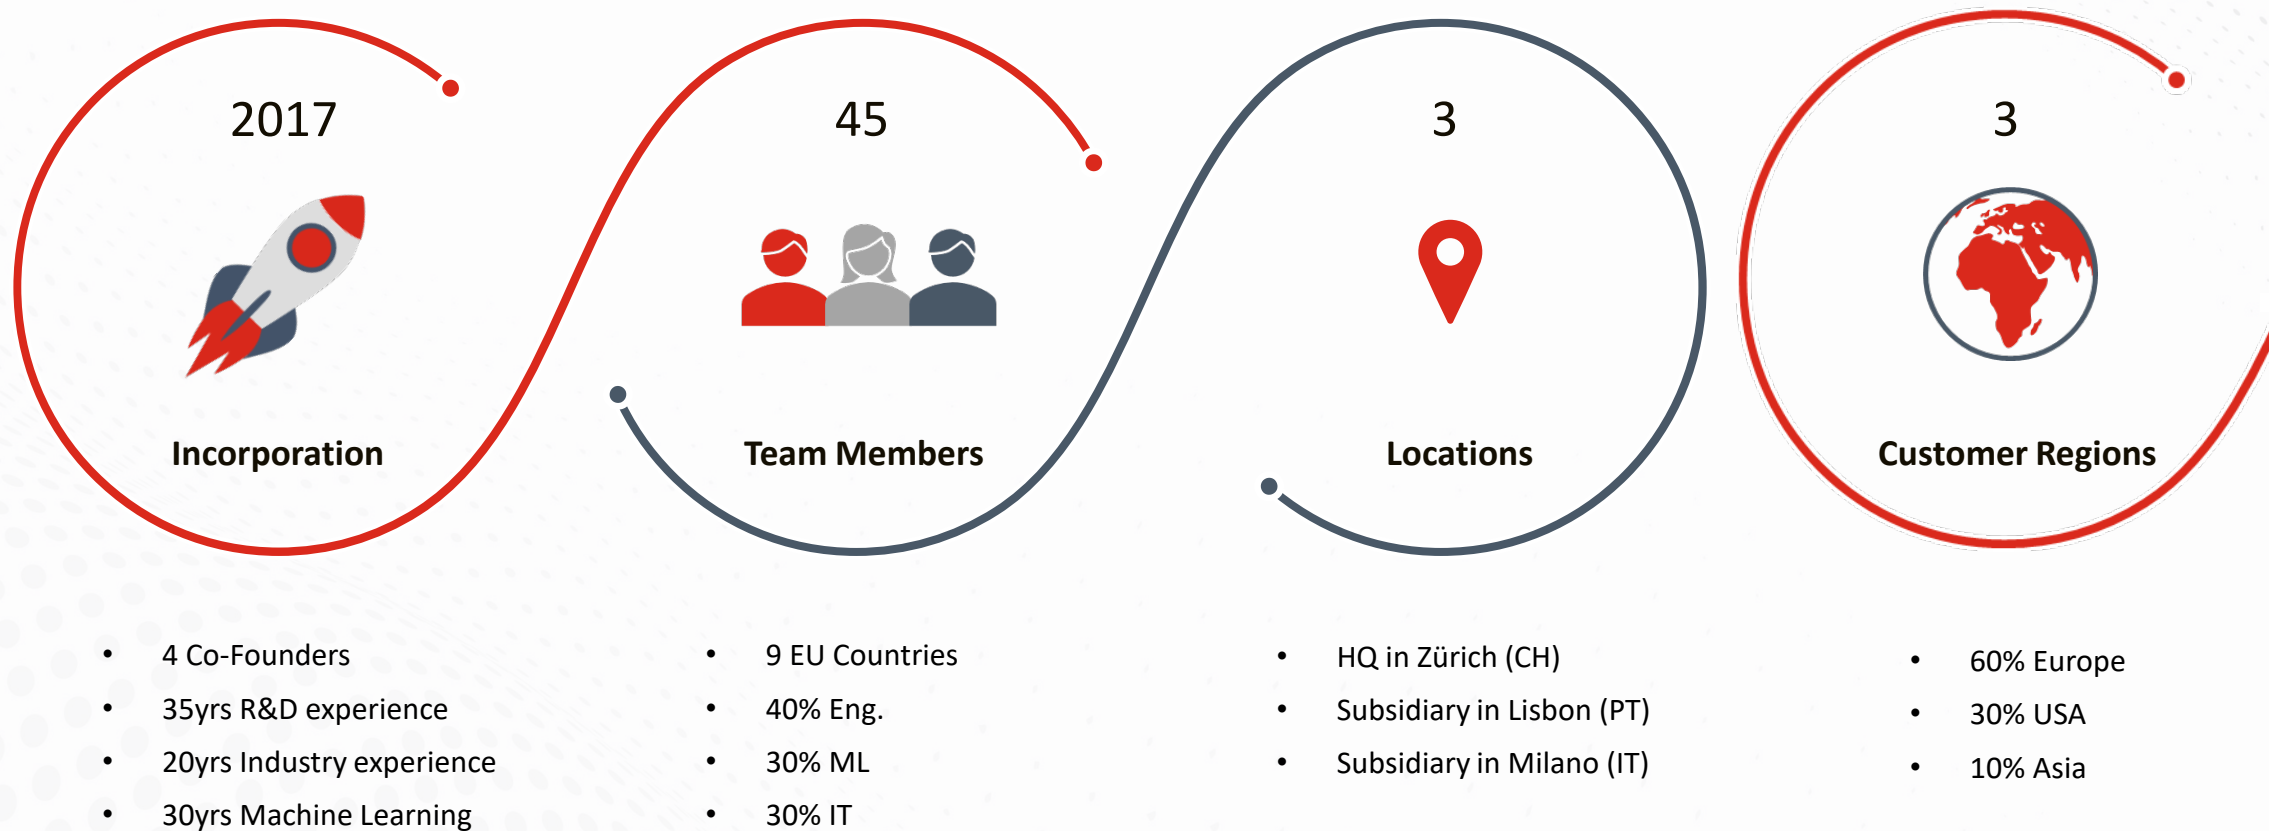 2017
Incorporation
• 4 Co-Founders
• 35yrs R&D experience
• 20yrs Industry experience
• 30yrs Machine Learning
45
Team Members
• 9 EU Countries
• 40% Eng.
• 30% ML
• 30% IT
3
Locations
• HQ in Zürich (CH)
• Subsidiary in Lisbon (PT)
• Subsidiary in Milano (IT)
3
Customer Regions
• 60% Europe
• 30% USA
• 10% Asia